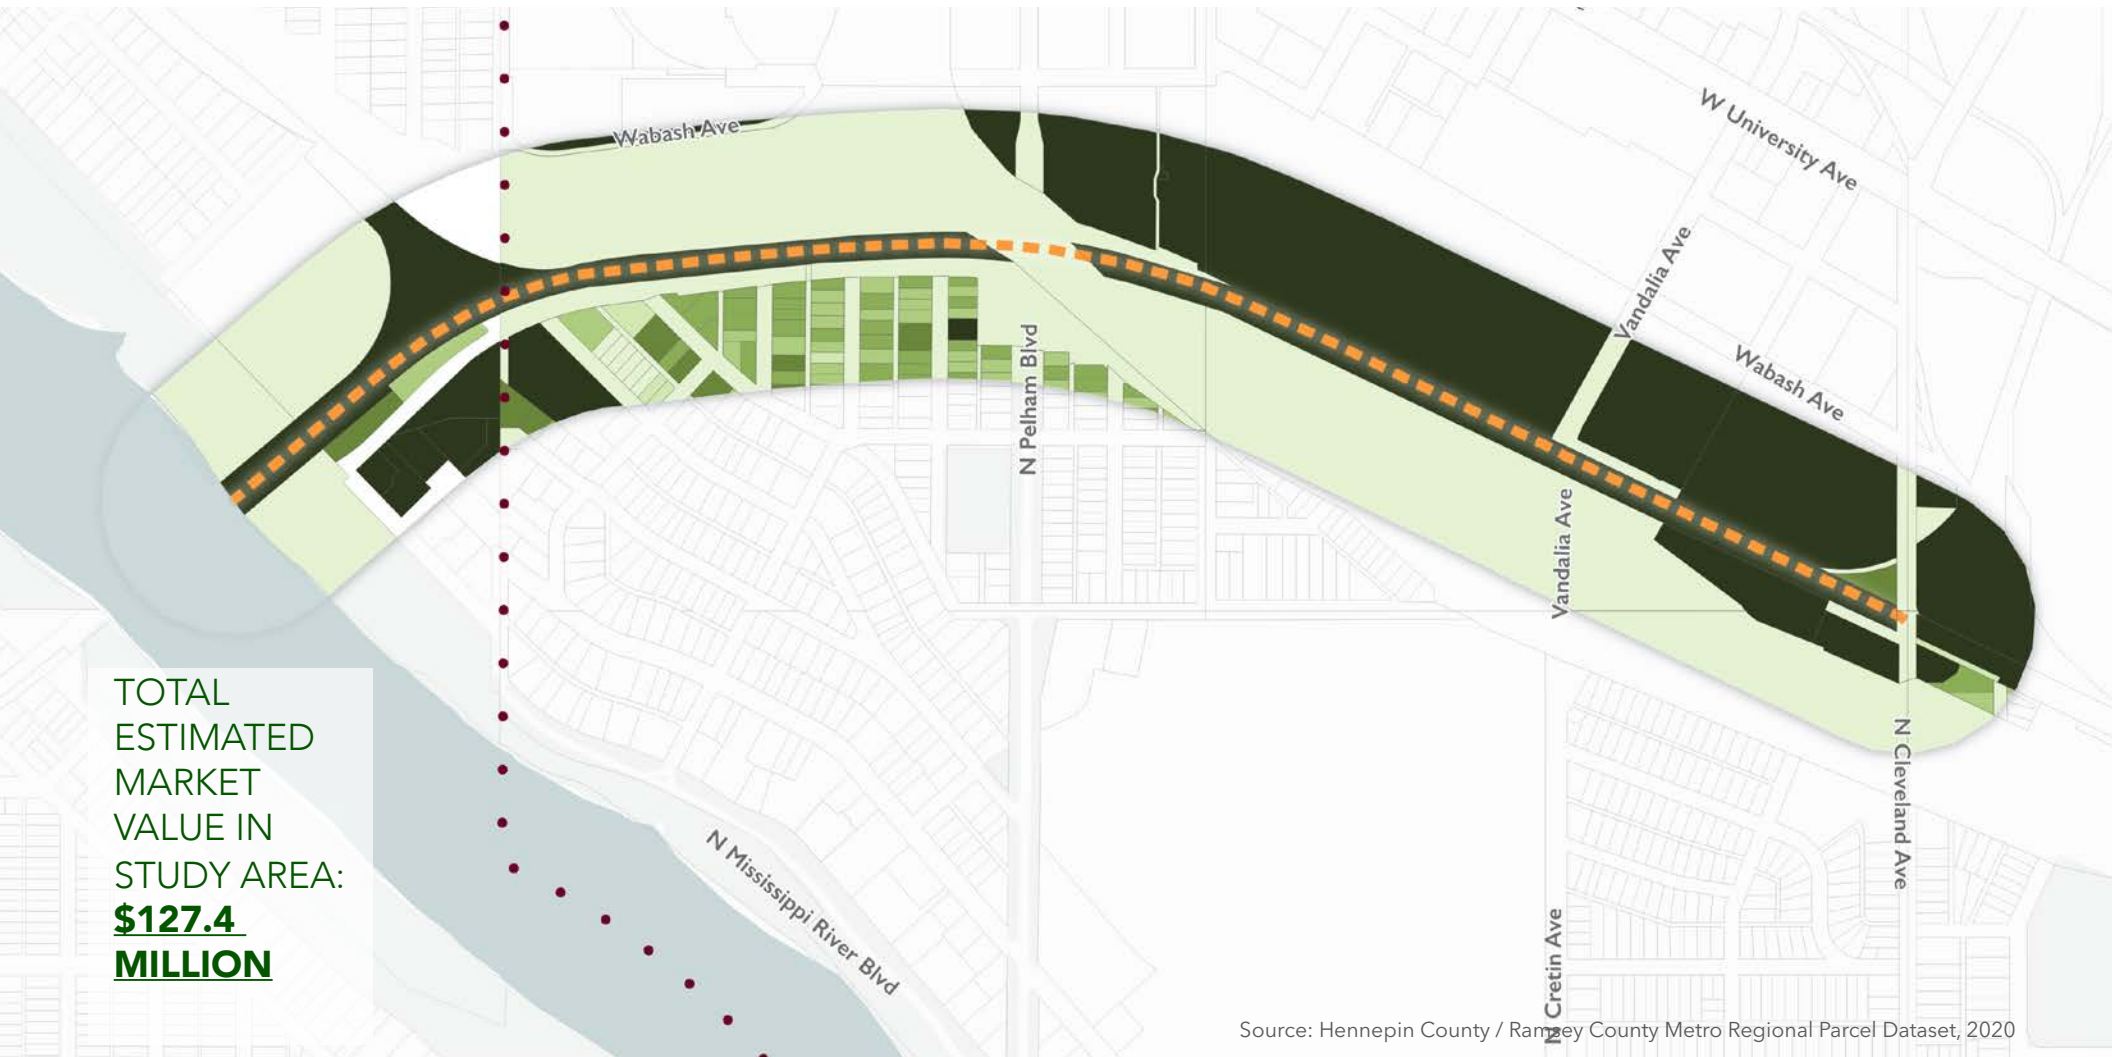 Wabash Ave
W University Ave
Vandalia Ave
Wabash Ave
N Pelham Blvd
Vandalia Ave
N Cleveland Ave
N Mississippi River Blvd
N Cretin Ave
TOTAL
ESTIMATED
MARKET
VALUE IN
STUDY AREA:
$127.4
MILLION
Source: Hennepin County / Ramsey County Metro Regional Parcel Dataset, 2020